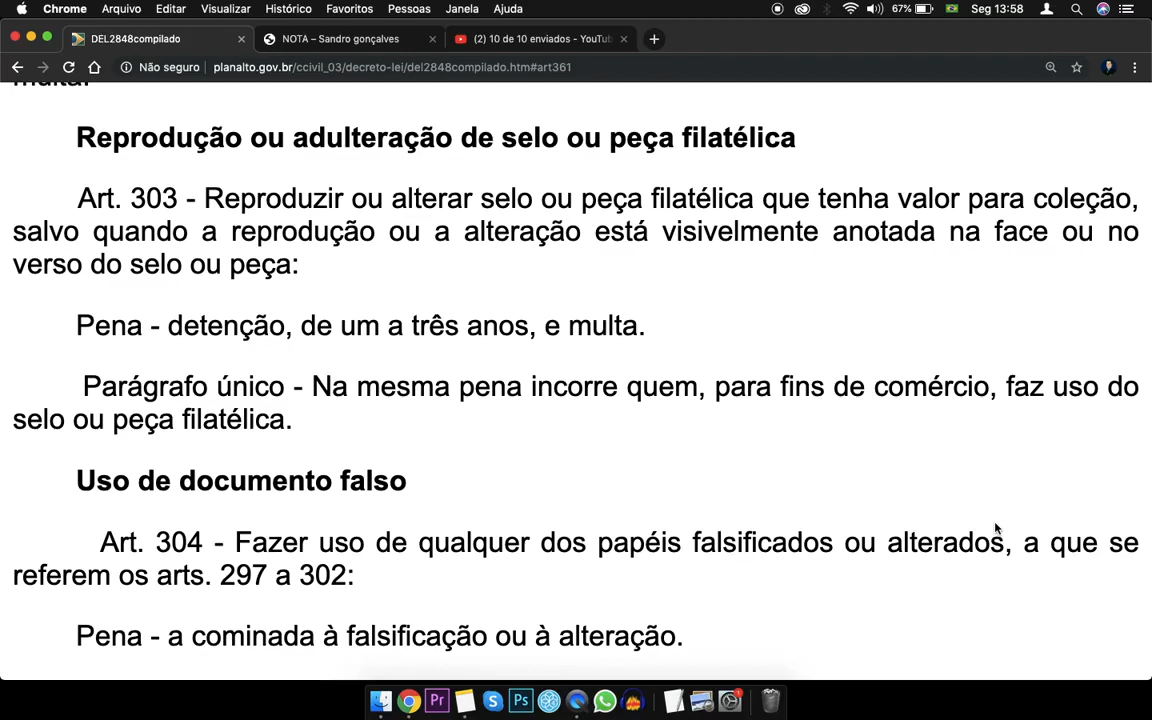 Chrome Arquivo Editar Visualizar Histórico Favoritos Pessoas Janela Ajuda 67% Seg 13:58
DEL2848compilado NOTA – Sandro gonçalves (2) 10 de 10 enviados - YouTub
Não seguro planalto.gov.br/ccivil_03/decreto-lei/del2848compilado.htm#art361
multa.
Reprodução ou adulteração de selo ou peça filatélica
Art. 303 - Reproduzir ou alterar selo ou peça filatélica que tenha valor para coleção,
salvo quando a reprodução ou a alteração está visivelmente anotada na face ou no
verso do selo ou peça:
Pena - detenção, de um a três anos, e multa.
Parágrafo único - Na mesma pena incorre quem, para fins de comércio, faz uso do
selo ou peça filatélica.
Uso de documento falso
Art. 304 - Fazer uso de qualquer dos papéis falsificados ou alterados, a que se
referem os arts. 297 a 302:
Pena - a cominada à falsificação ou à alteração.
Pr Ps